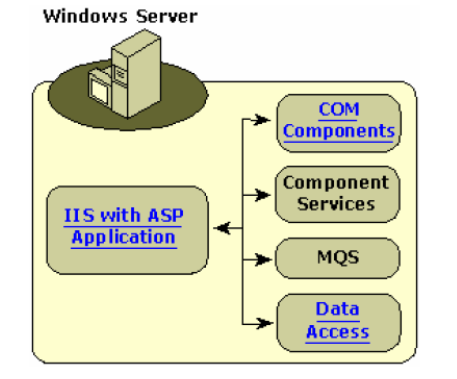 Windows Server
COM
Components
Component
Services
IIS with ASP
Application
MQS
Data
Access